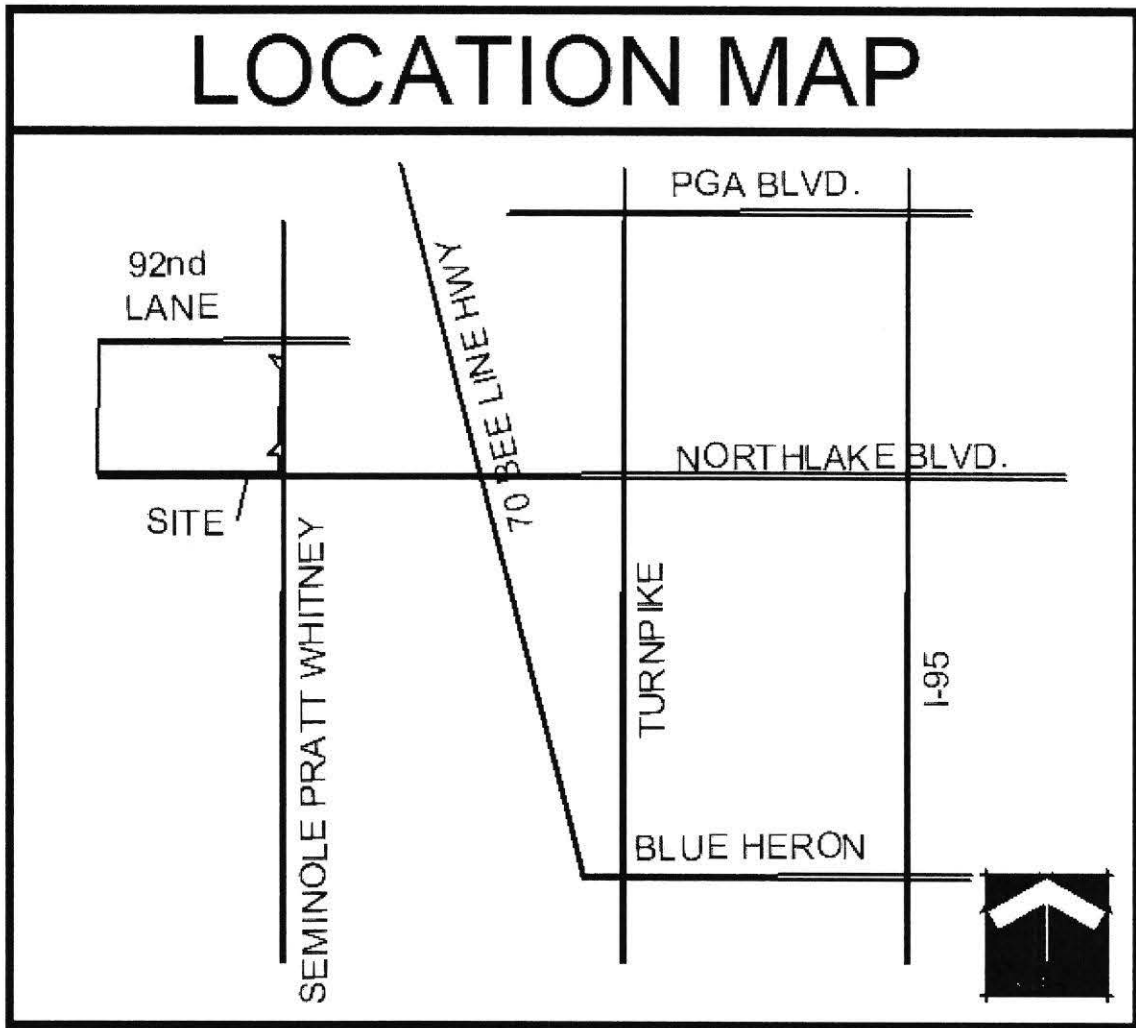 LOCATION MAP
PGA BLVD.
92nd
LANE
70 BEE LINE HWY
NORTHLAKE BLVD.
SITE
SEMINOLE PRATT WHITNEY
TURNPIKE
I-95
BLUE HERON